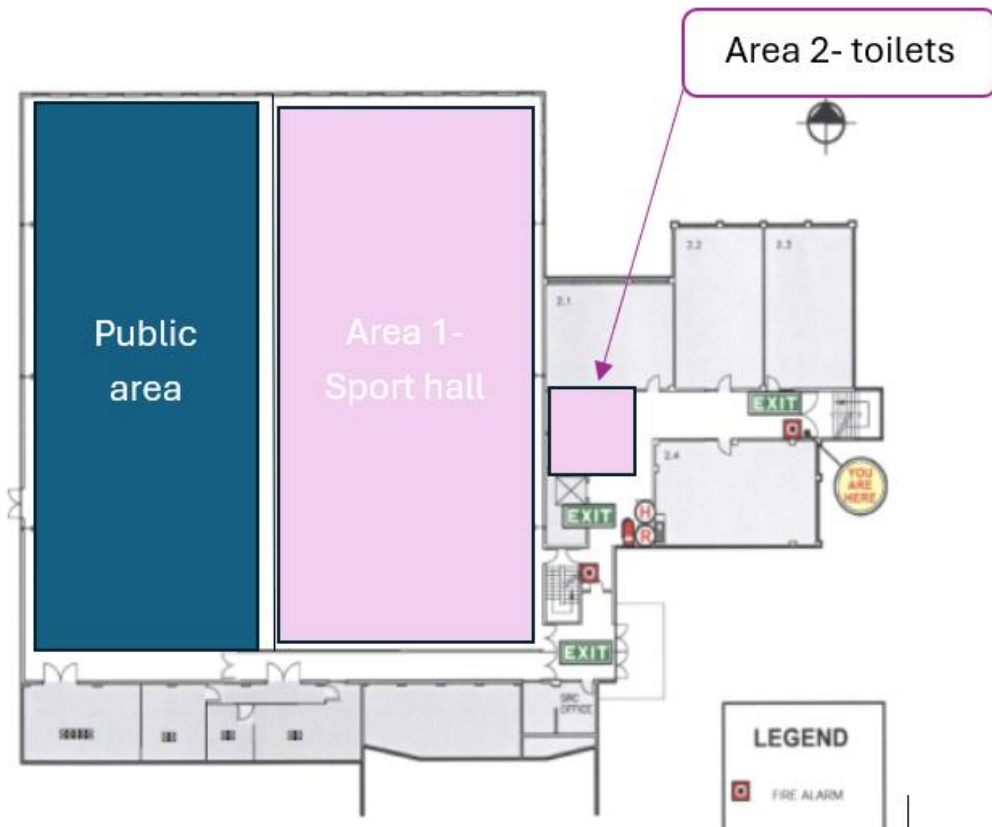 Area 2- toilets
2.2
2.3
2.1
Public
area
Area 1-
Sport hall
EXIT
2.4
YOU
ARE
HERE
EXIT
H
R
EXIT
SRC
OFFICE
LEGEND
FIRE ALARM